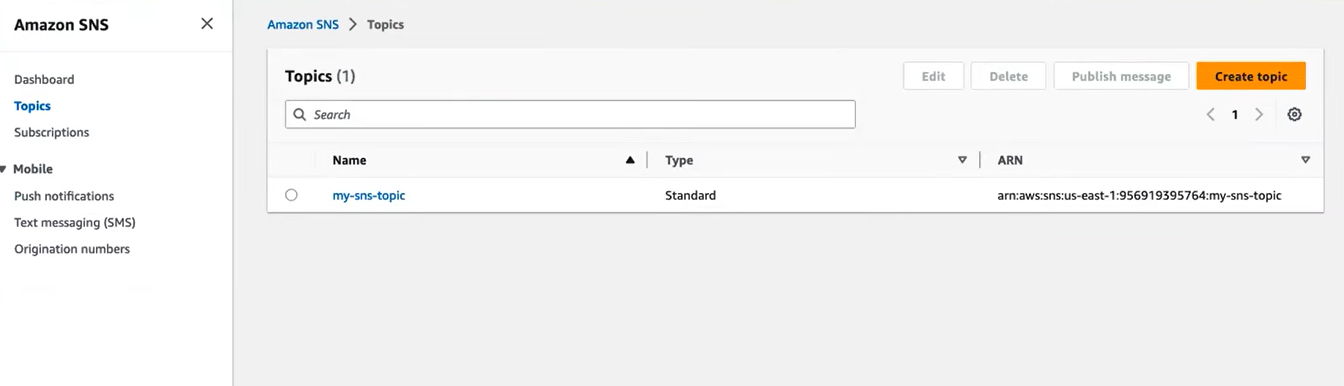 Amazon SNS
Dashboard
Topics
Subscriptions
Mobile
Push notifications
Text messaging (SMS)
Origination numbers
Amazon SNS > Topics
Topics (1)
Edit
Delete
Publish message
Create topic
Search
1
Name Type ARN
my-sns-topic Standard arn:aws:sns:us-east-1:956919395764:my-sns-topic